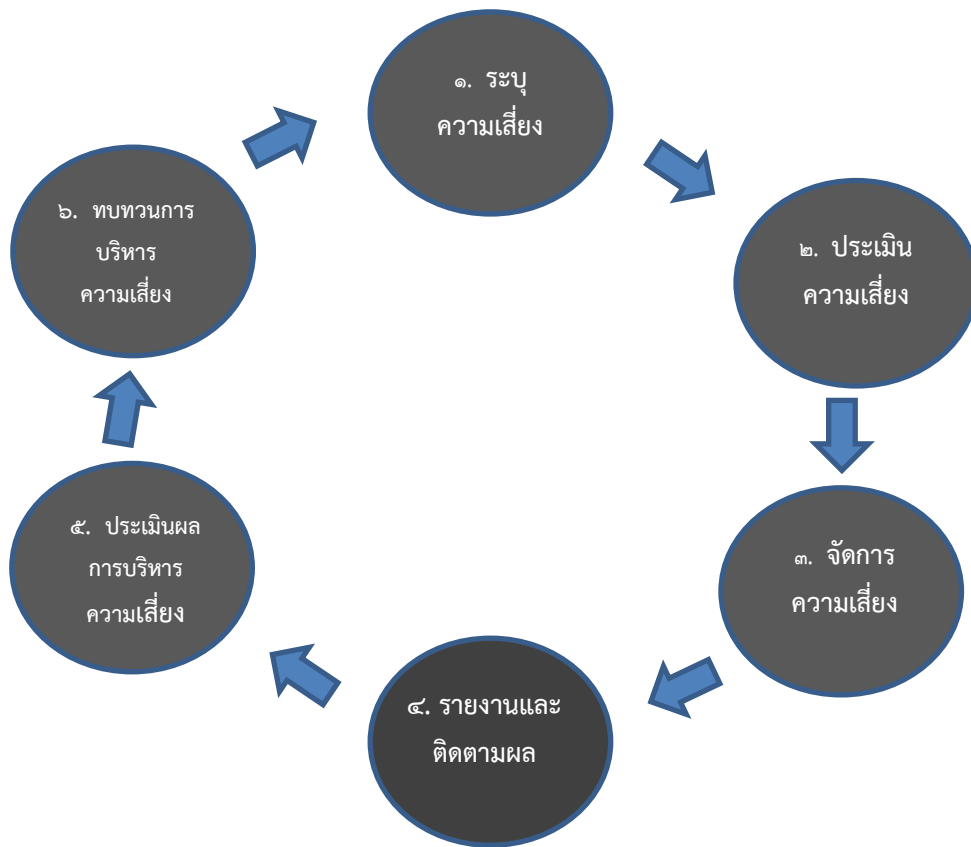 ๑. ระบุ
ความเสี่ยง
๒. ประเมิน
ความเสี่ยง
๓. จัดการ
ความเสี่ยง
๔. รายงานและ
ติดตามผล
๕. ประเมินผล
การบริหาร
ความเสี่ยง
๖. ทบทวนการ
บริหาร
ความเสี่ยง